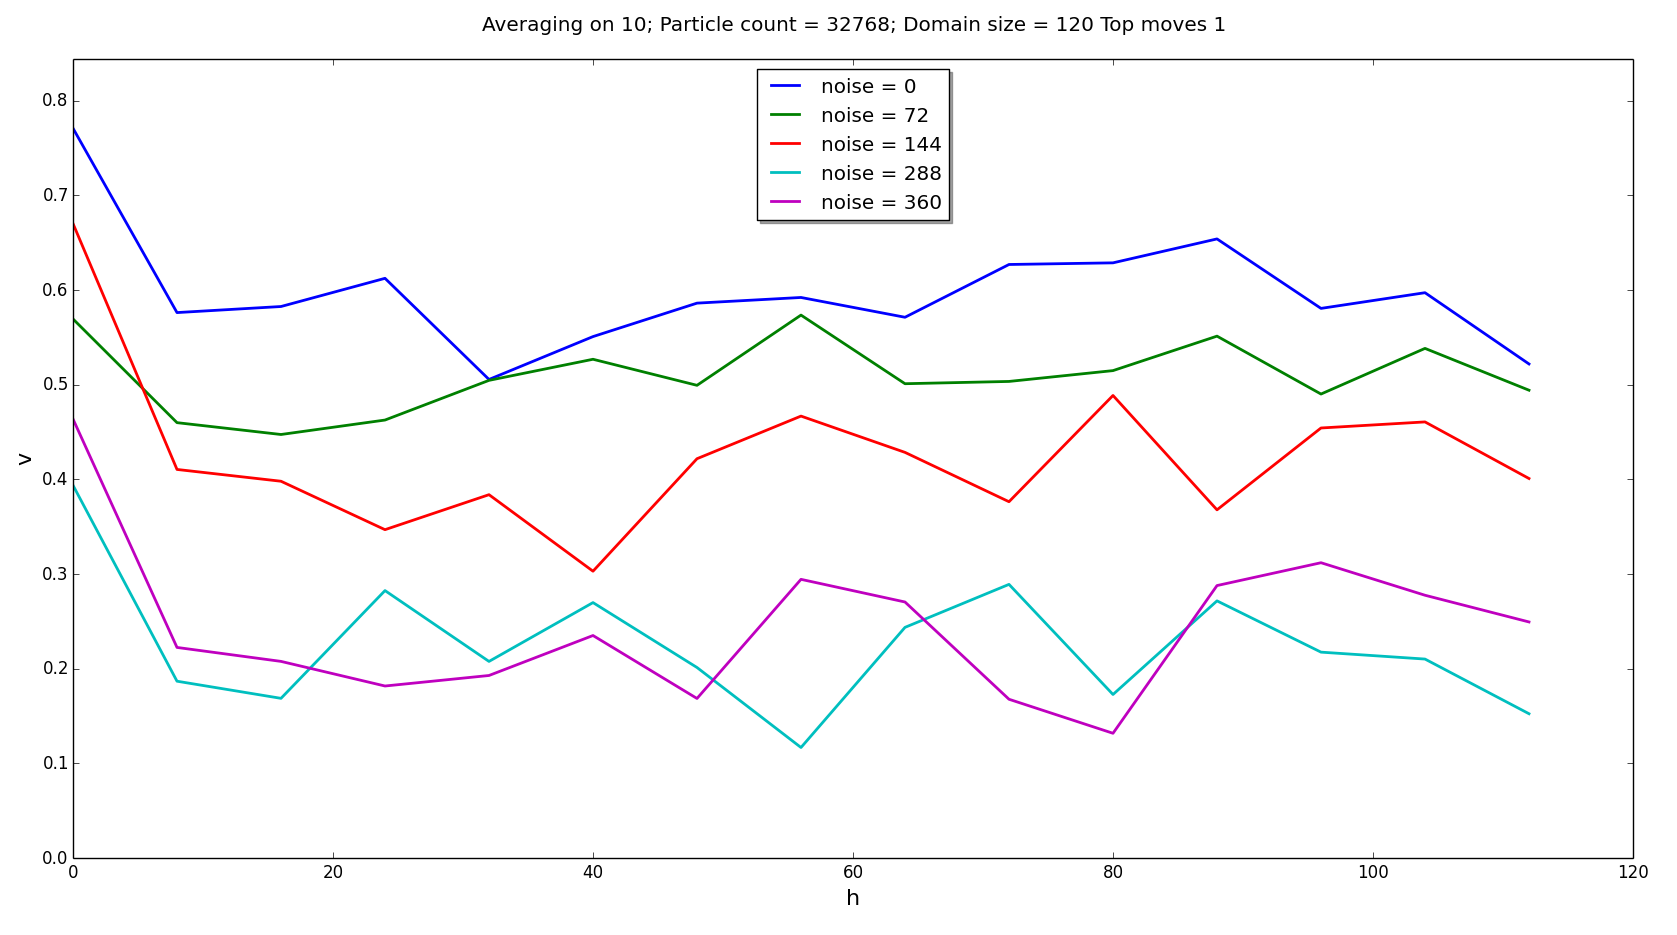 Averaging on 10; Particle count = 32768; Domain size = 120 Top moves 1
noise = 0
noise = 72
noise = 144
noise = 288
noise = 360
0.8
0.7
0.6
0.5
0.4
0.3
0.2
0.1
0.0
v
0 20 40 60 80 100 120
h